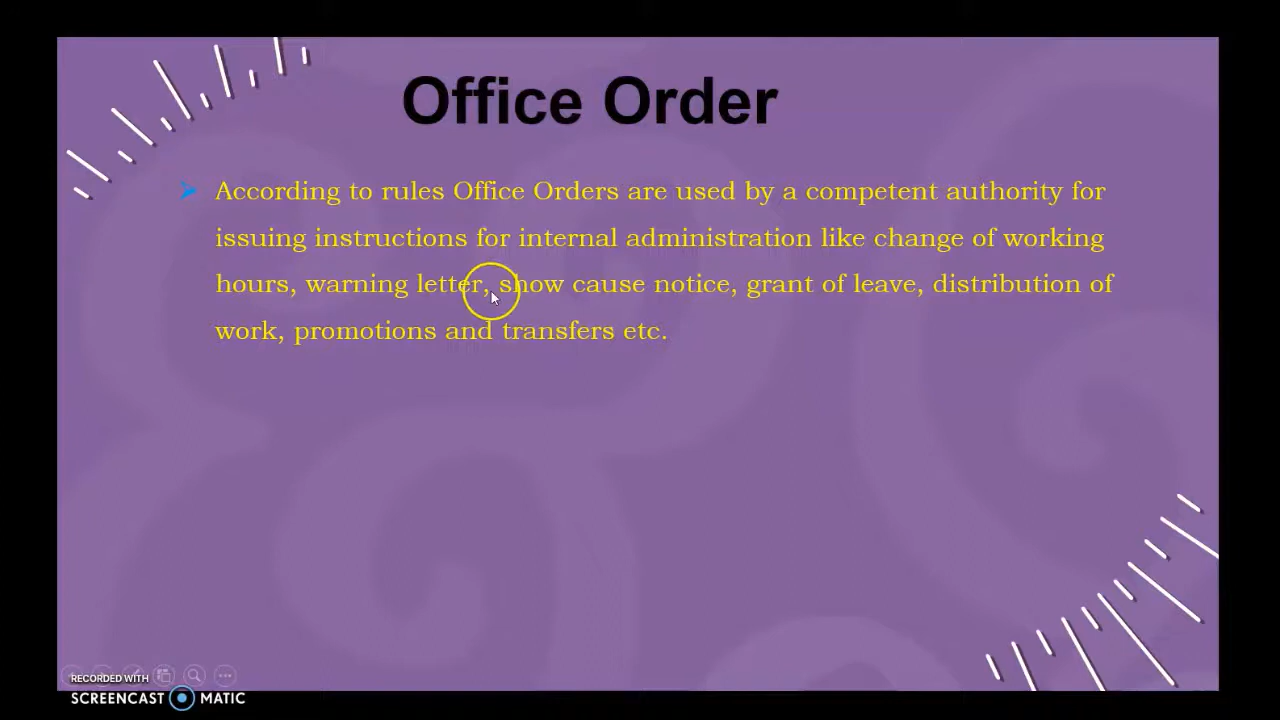 Office Order
According to rules Office Orders are used by a competent authority for
issuing instructions for internal administration like change of working
hours, warning letter, show cause notice, grant of leave, distribution of
work, promotions and transfers etc.
RECORDED WITH
SCREENCAST MATIC